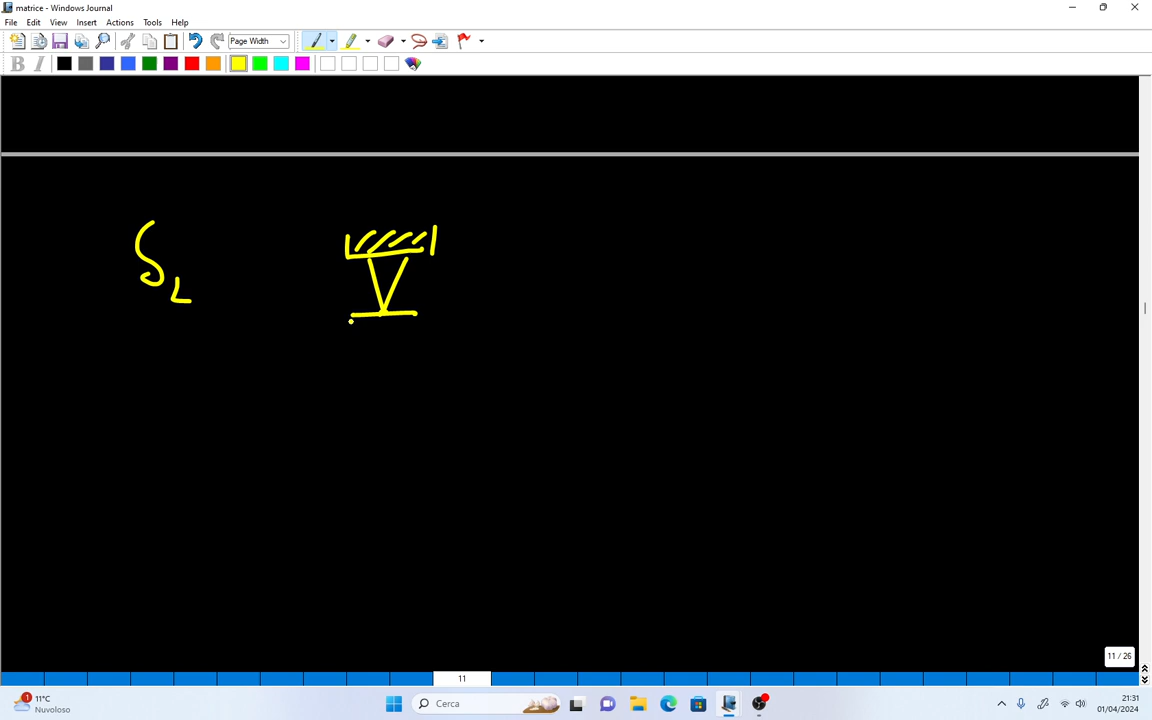 matrice - Windows Journal
File Edit View Insert Actions Tools Help
Page Width
B I
S L
11 / 26
11
11°C
Nuvoloso
1
Cerca
21:31
01/04/2024